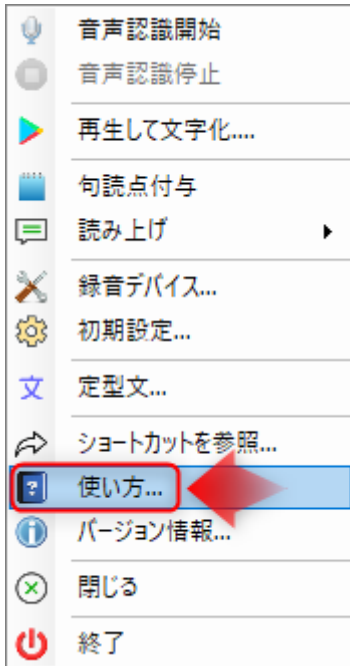 音声認識開始
音声認識停止
再生して文字化....
句読点付与
読み上げ
録音デバイス...
初期設定...
文 定型文...
ショートカットを参照...
? 使い方...
バージョン情報...
閉じる
終了